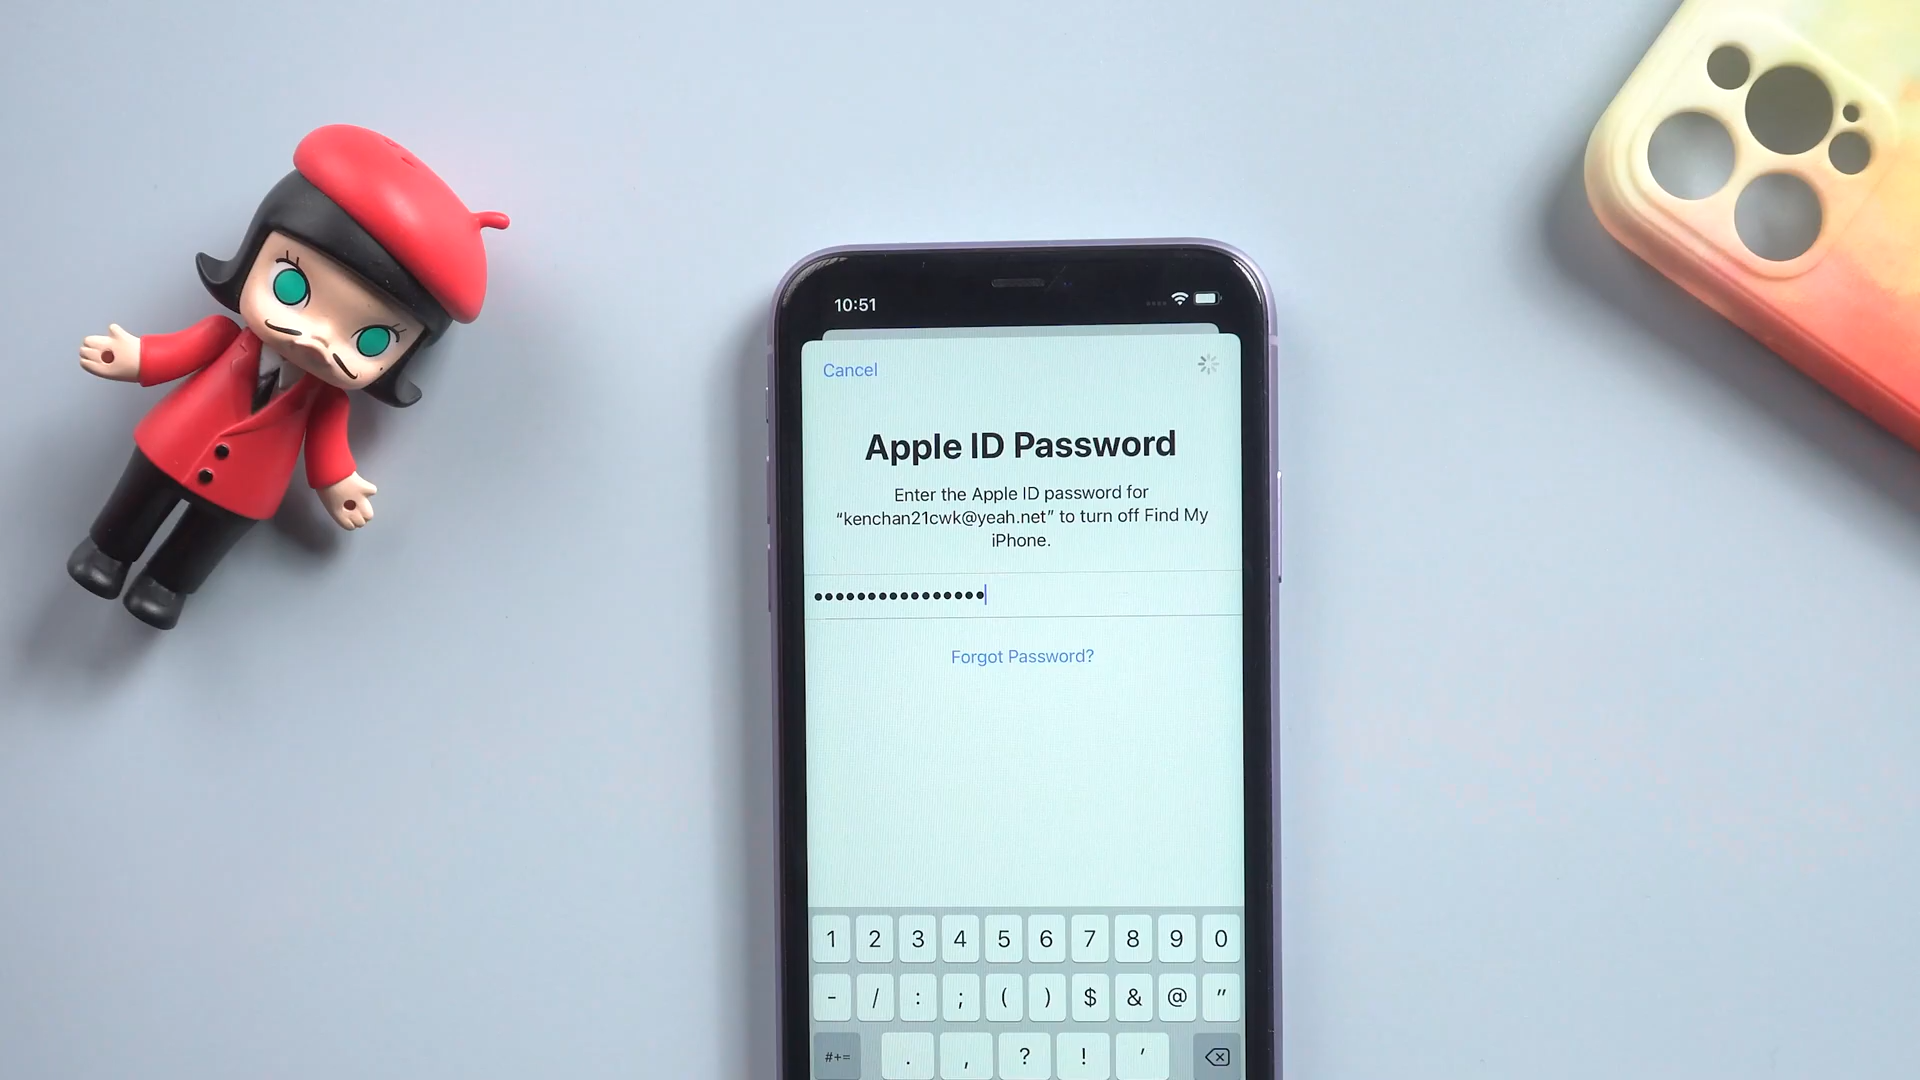 10:51
Cancel
Apple ID Password
Enter the Apple ID password for
“kenchan21cwk@yeah.net” to turn off Find My
iPhone.
••••••••••••••••
Forgot Password?
1 2 3 4 5 6 7 8 9 0
- / : ; ( ) $ & @ "
#+= . , ? ! '